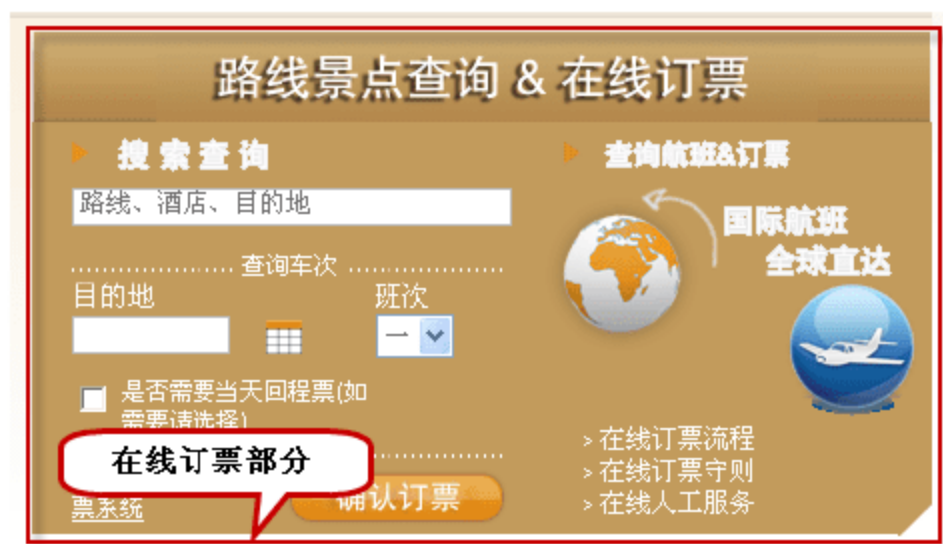 路线景点查询 & 在线订票
搜索查询
路线、酒店、目的地
查询车次
目的地
班次
一
是否需要当天回程票(如
需要请选择)
在线订票部分
票系统
确认订票
查询航班&订票
国际航班
全球直达
> 在线订票流程
> 在线订票守则
> 在线人工服务